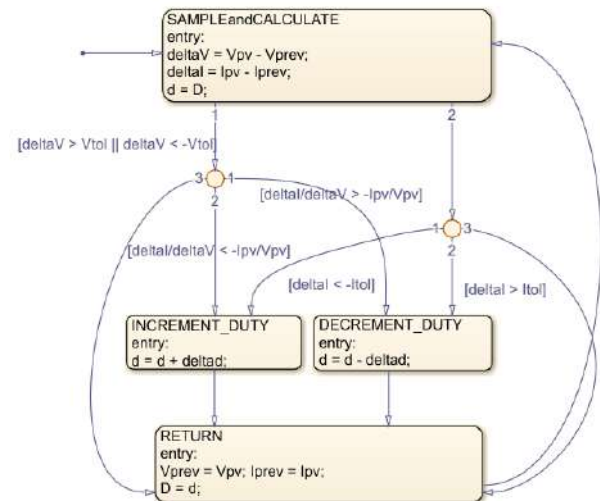 SAMPLEandCALCULATE
entry:
deltaV = Vpv - Vprev;
deltaI = Ipv - Iprev;
d = D;
1
2
[deltaV > Vtol || deltaV < -Vtol]
3
1
2
[deltaI/deltaV > -Ipv/Vpv]
[deltaI/deltaV < -Ipv/Vpv]
1
3
2
[deltaI < -Itol]
[deltaI > Itol]
INCREMENT_DUTY
entry:
d = d + deltad;
DECREMENT_DUTY
entry:
d = d - deltad;
RETURN
entry:
Vprev = Vpv; Iprev = Ipv;
D = d;